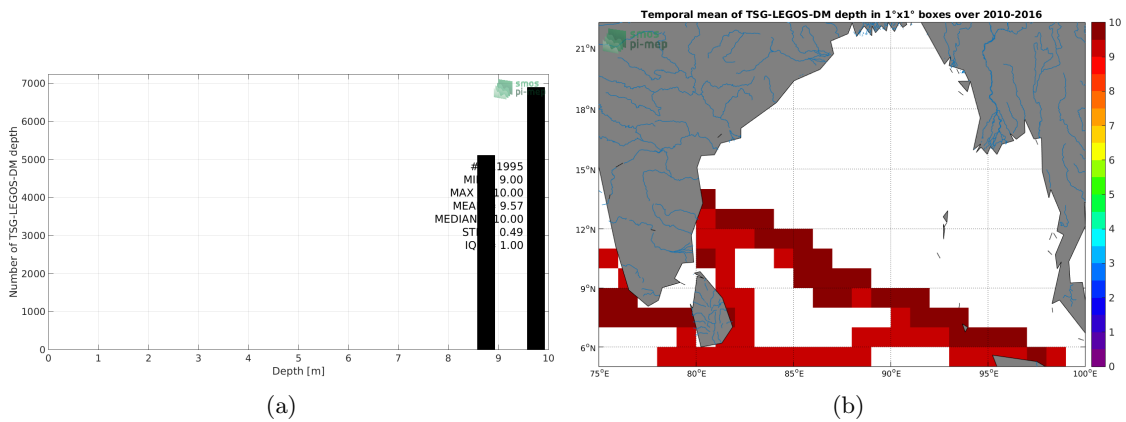 Temporal mean of TSG-LEGOS-DM depth in 1°x1° boxes over 2010-2016
smos
pi-mep
7000
6000
5000
4000
3000
2000
1000
0
Number of TSG-LEGOS-DM depth
1995
9.00
MAX 10.00
9.57
MEDIAN 10.00
0.49
1.00
0 1 2 3 4 5 6 7 8 9 10
Depth [m]
(a)
smos
pi-mep
21°N
18°N
15°N
12°N
9°N
6°N
75°E 80°E 85°E 90°E 95°E 100°E
10
9
8
7
6
5
4
3
2
1
0
(b)